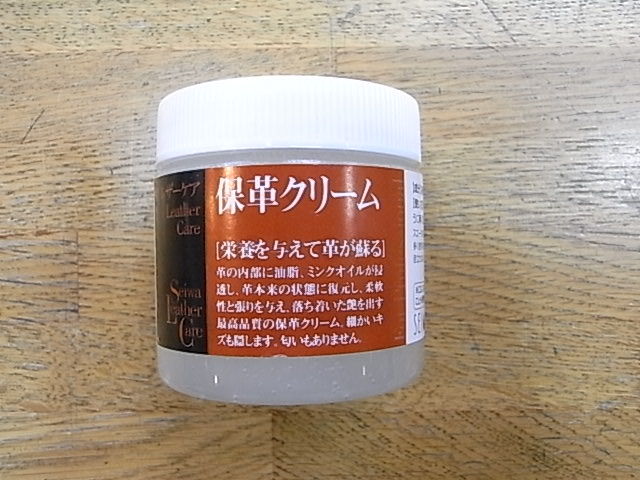 ザーケア
Leather
Care
Seiwa
Leather
Care
保革クリーム
[栄養を与えて革が蘇る]
革の内部に油脂、ミンクオイルが浸
透し、革本来の状態に復元し、柔軟
性と張りを与え、落ち着いた艶を出す
最高品質の保革クリーム。細かいキ
ズも隠します。匂いもありません。